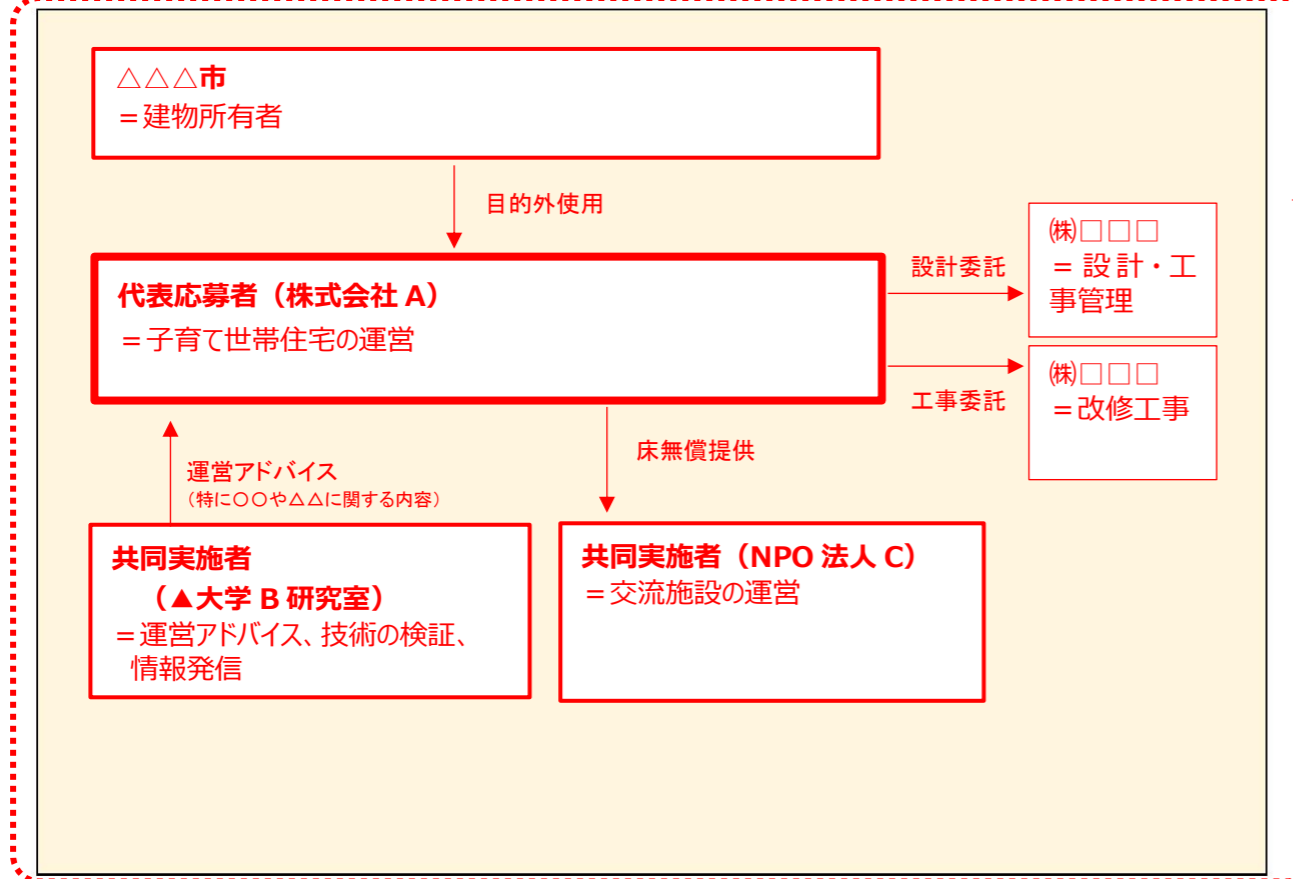 △△△市
＝建物所有者
目的外使用
代表応募者（株式会社 A）
＝子育て世帯住宅の運営
設計委託
㈱□□□
＝設計・工
事管理
工事委託
㈱□□□
＝改修工事
運営アドバイス
（特に○○や△△に関する内容）
床無償提供
共同実施者
（▲大学 B 研究室）
＝運営アドバイス、技術の検証、
情報発信
共同実施者（NPO 法人 C）
＝交流施設の運営